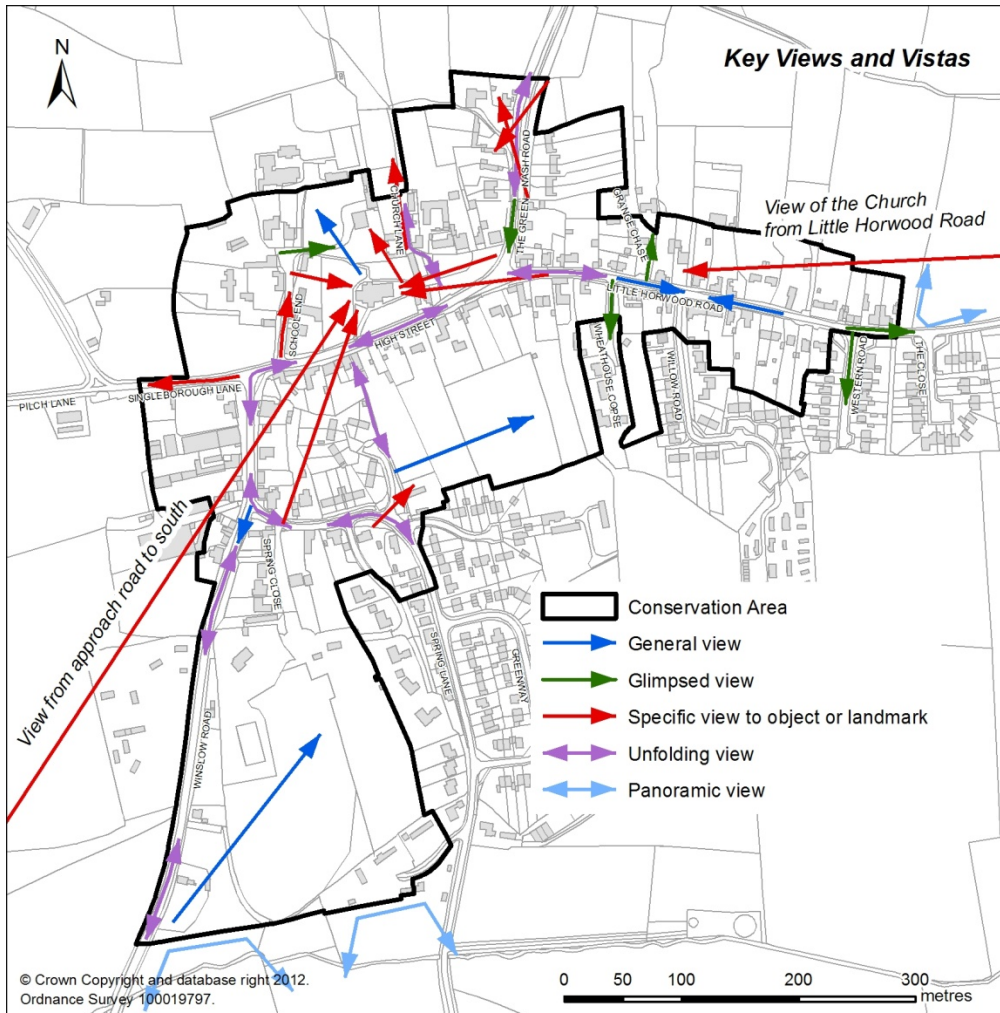 N
Key Views and Vistas
NASH ROAD
THE GREEN
CHURCH LANE
GRANGE CHASE
View of the Church
from Little Horwood Road
LITTLE HORWOOD ROAD
HIGH STREET
SCHOOL END
SINGLEBOROUGH LANE
PILCH LANE
WHEATHOUSE COPSE
WILLOW ROAD
WESTERN ROAD
THE CLOSE
View from approach road to south
SPRING CLOSE
SPRING LANE
GREENWAY
WINSLOW ROAD
Conservation Area
General view
Glimpsed view
Specific view to object or landmark
Unfolding view
Panoramic view
© Crown Copyright and database right 2012.
Ordnance Survey 100019797.
0 50 100 200 300
metres